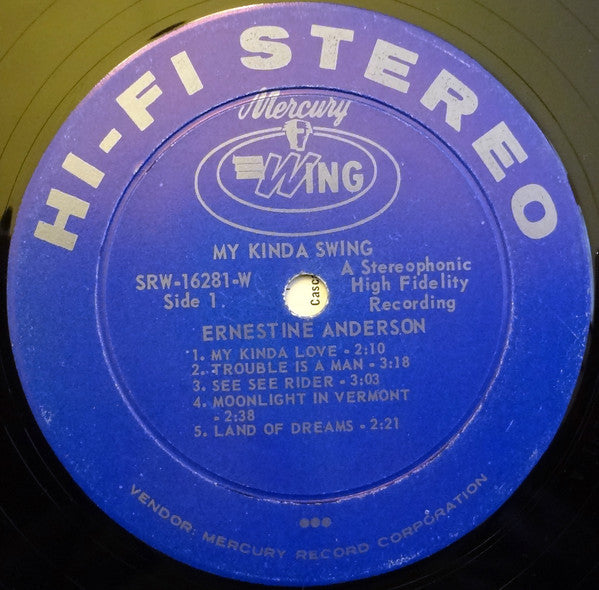 HI-FI STEREO
Mercury
WING
MY KINDA SWING
SRW-16281-W
Side 1.
A Stereophonic
High Fidelity
Recording
Casc
ERNESTINE ANDERSON
1. MY KINDA LOVE - 2:10
2. TROUBLE IS A MAN - 3:18
3. SEE SEE RIDER - 3:03
4. MOONLIGHT IN VERMONT
- 2:38
5. LAND OF DREAMS - 2:21
VENDOR: MERCURY RECORD CORPORATION